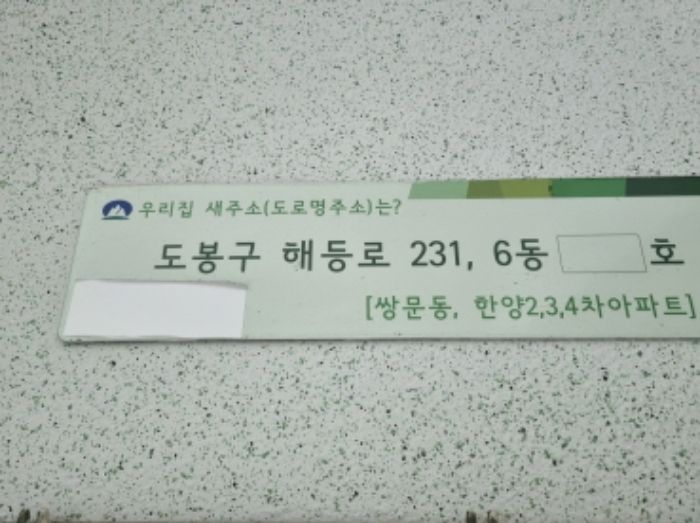 우리집 새주소(도로명주소)는?
도봉구 해등로 231, 6동 호
[쌍문동, 한양2,3,4차아파트]